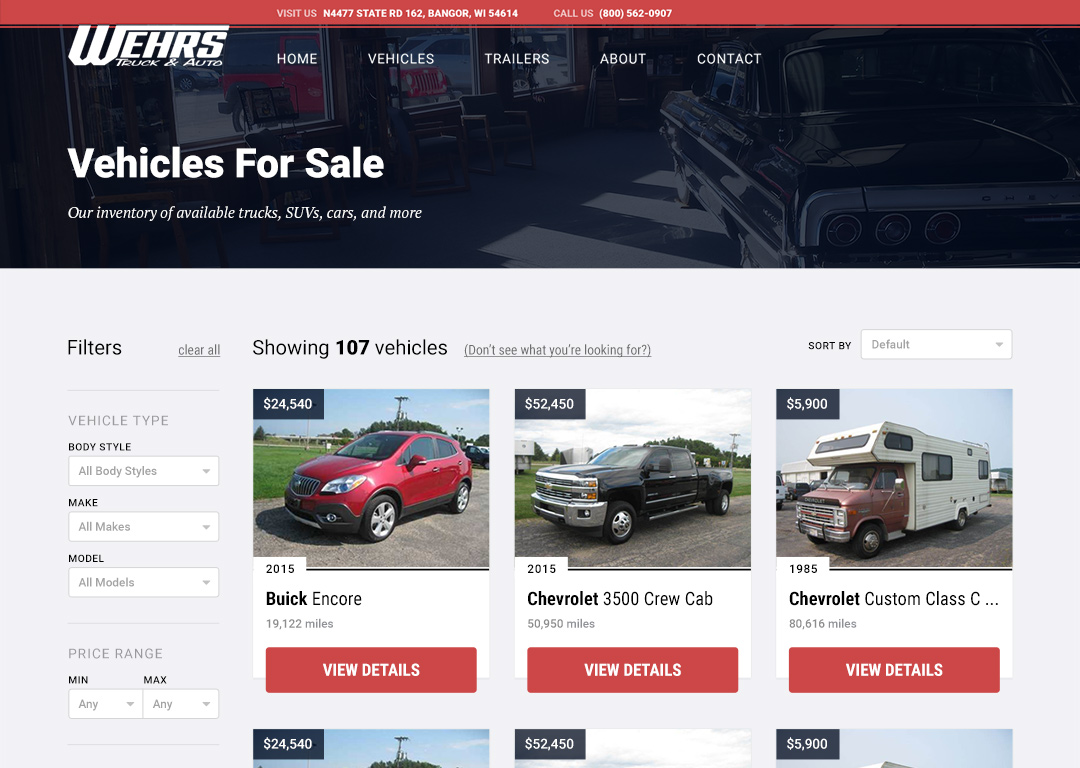 VISIT US N4477 STATE RD 162, BANGOR, WI 54614 CALL US (800) 562-0907
WEHRS
TRUCK & AUTO
HOME VEHICLES TRAILERS ABOUT CONTACT
Vehicles For Sale
Our inventory of available trucks, SUVs, cars, and more
Filters
clear all
Showing 107 vehicles (Don't see what you're looking for?)
SORT BY Default
VEHICLE TYPE
BODY STYLE
All Body Styles
MAKE
All Makes
MODEL
All Models
PRICE RANGE
MIN MAX
Any Any
$24,540
2015
Buick Encore
19,122 miles
VIEW DETAILS
$52,450
2015
Chevrolet 3500 Crew Cab
50,950 miles
VIEW DETAILS
$5,900
CHEVROLET
1985
Chevrolet Custom Class C ...
80,616 miles
VIEW DETAILS
$24,540
$52,450
$5,900